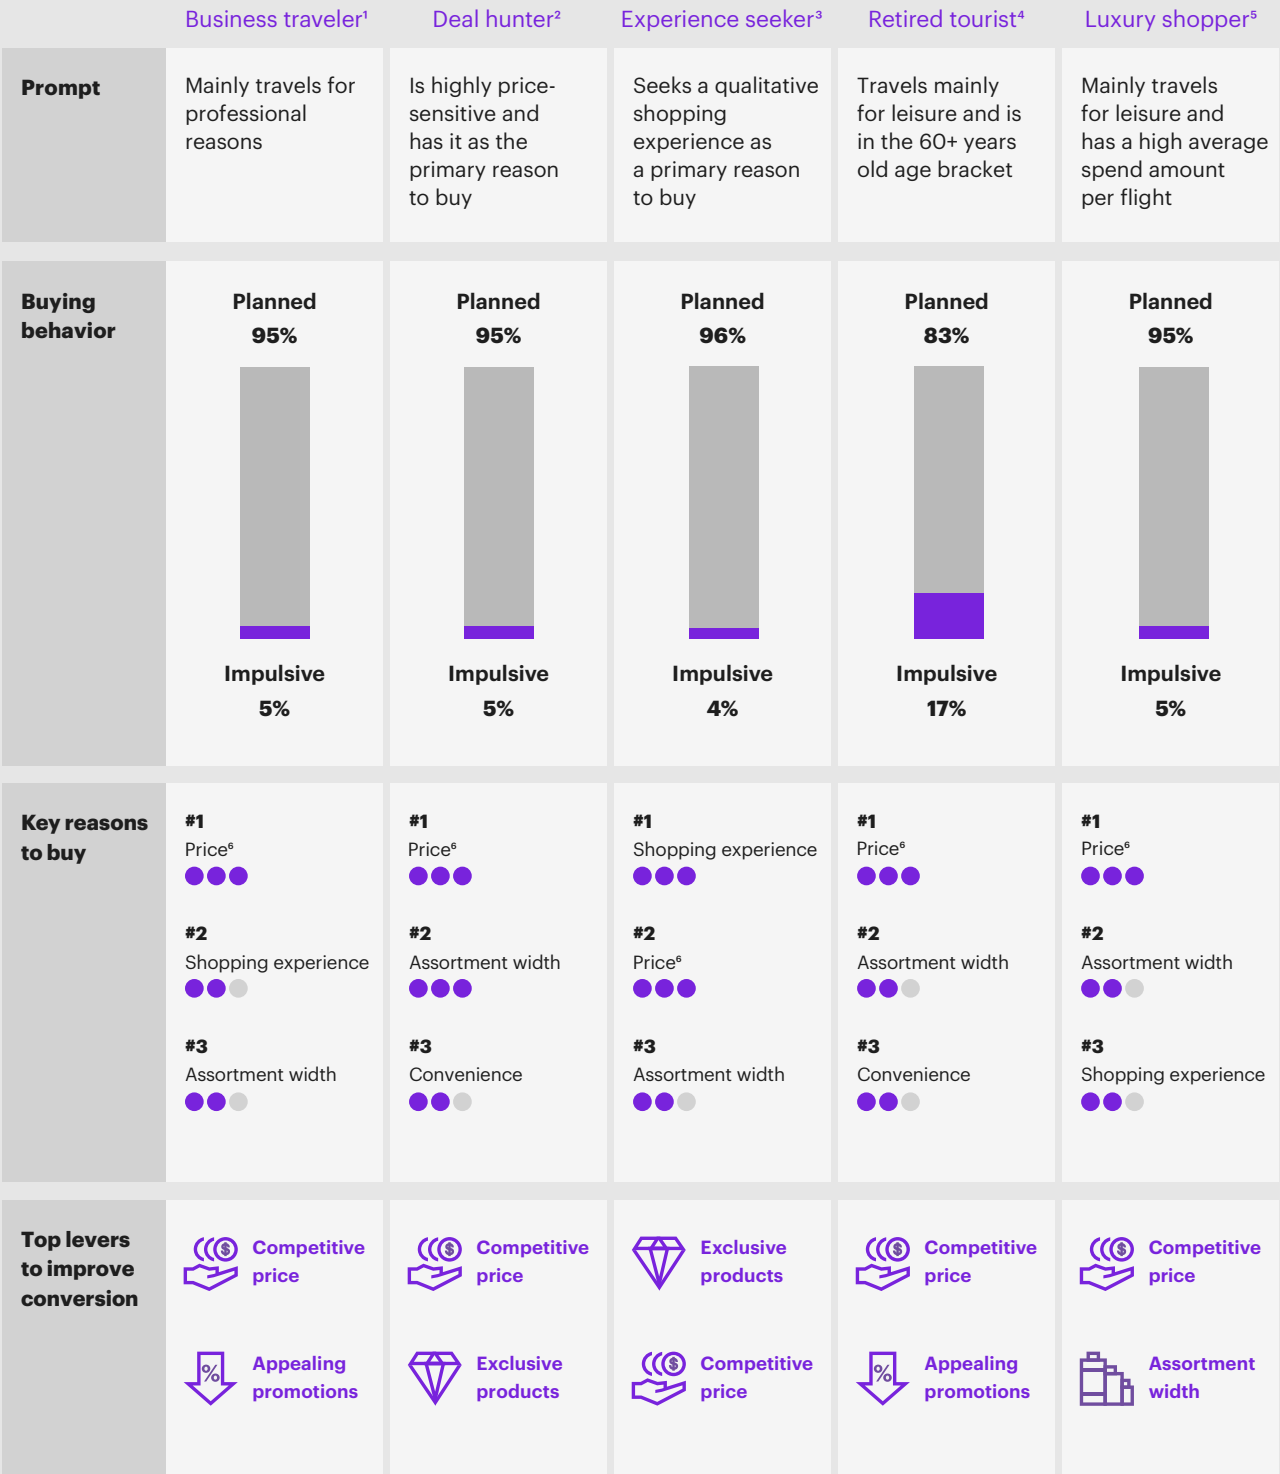 Business traveler¹
Deal hunter²
Experience seeker³
Retired tourist⁴
Luxury shopper⁵
Prompt
Mainly travels for
professional
reasons
Is highly price-
sensitive and
has it as the
primary reason
to buy
Seeks a qualitative
shopping
experience as
a primary reason
to buy
Travels mainly
for leisure and is
in the 60+ years
old age bracket
Mainly travels
for leisure and
has a high average
spend amount
per flight
Buying
behavior
Planned
95%
Impulsive
5%
Planned
95%
Impulsive
5%
Planned
96%
Impulsive
4%
Planned
83%
Impulsive
17%
Planned
95%
Impulsive
5%
Key reasons
to buy
#1
Price⁶
#2
Shopping experience
#3
Assortment width
#1
Price⁶
#2
Assortment width
#3
Convenience
#1
Shopping experience
#2
Price⁶
#3
Assortment width
#1
Price⁶
#2
Assortment width
#3
Convenience
#1
Price⁶
#2
Assortment width
#3
Shopping experience
Top levers
to improve
conversion
$
Competitive
price
%
Appealing
promotions
$
Competitive
price
Exclusive
products
Exclusive
products
$
Competitive
price
$
Competitive
price
%
Appealing
promotions
$
Competitive
price
Assortment
width